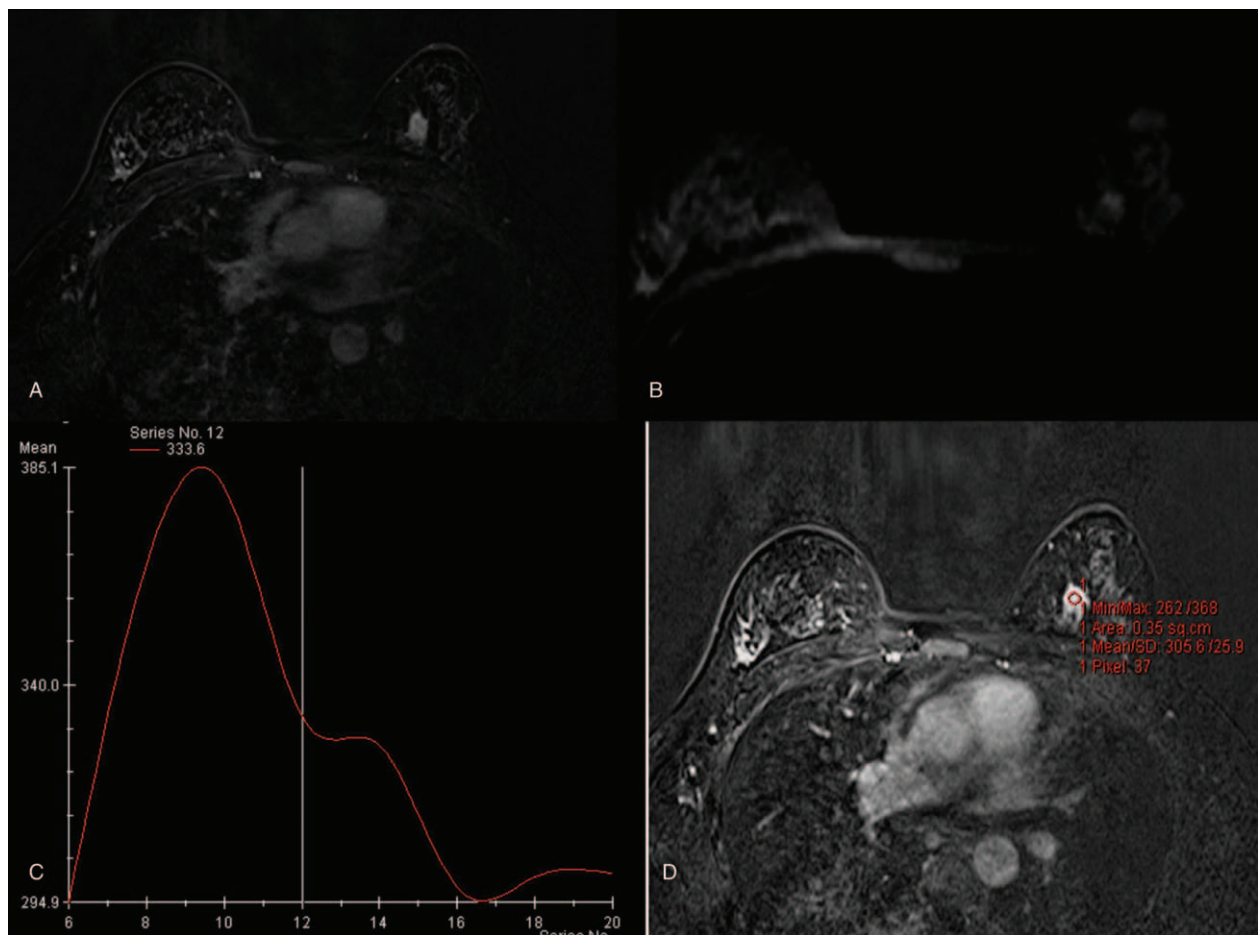 A
B
Series No. 12
Mean
333.6
385.1
340.0
294.9
6
8
10
12
14
16
18
20
C
1
1 Min/Max: 262 /368
1 Area: 0.35 sq.cm
1 Mean/SD: 305.6 /25.9
1 Pixel: 37
D